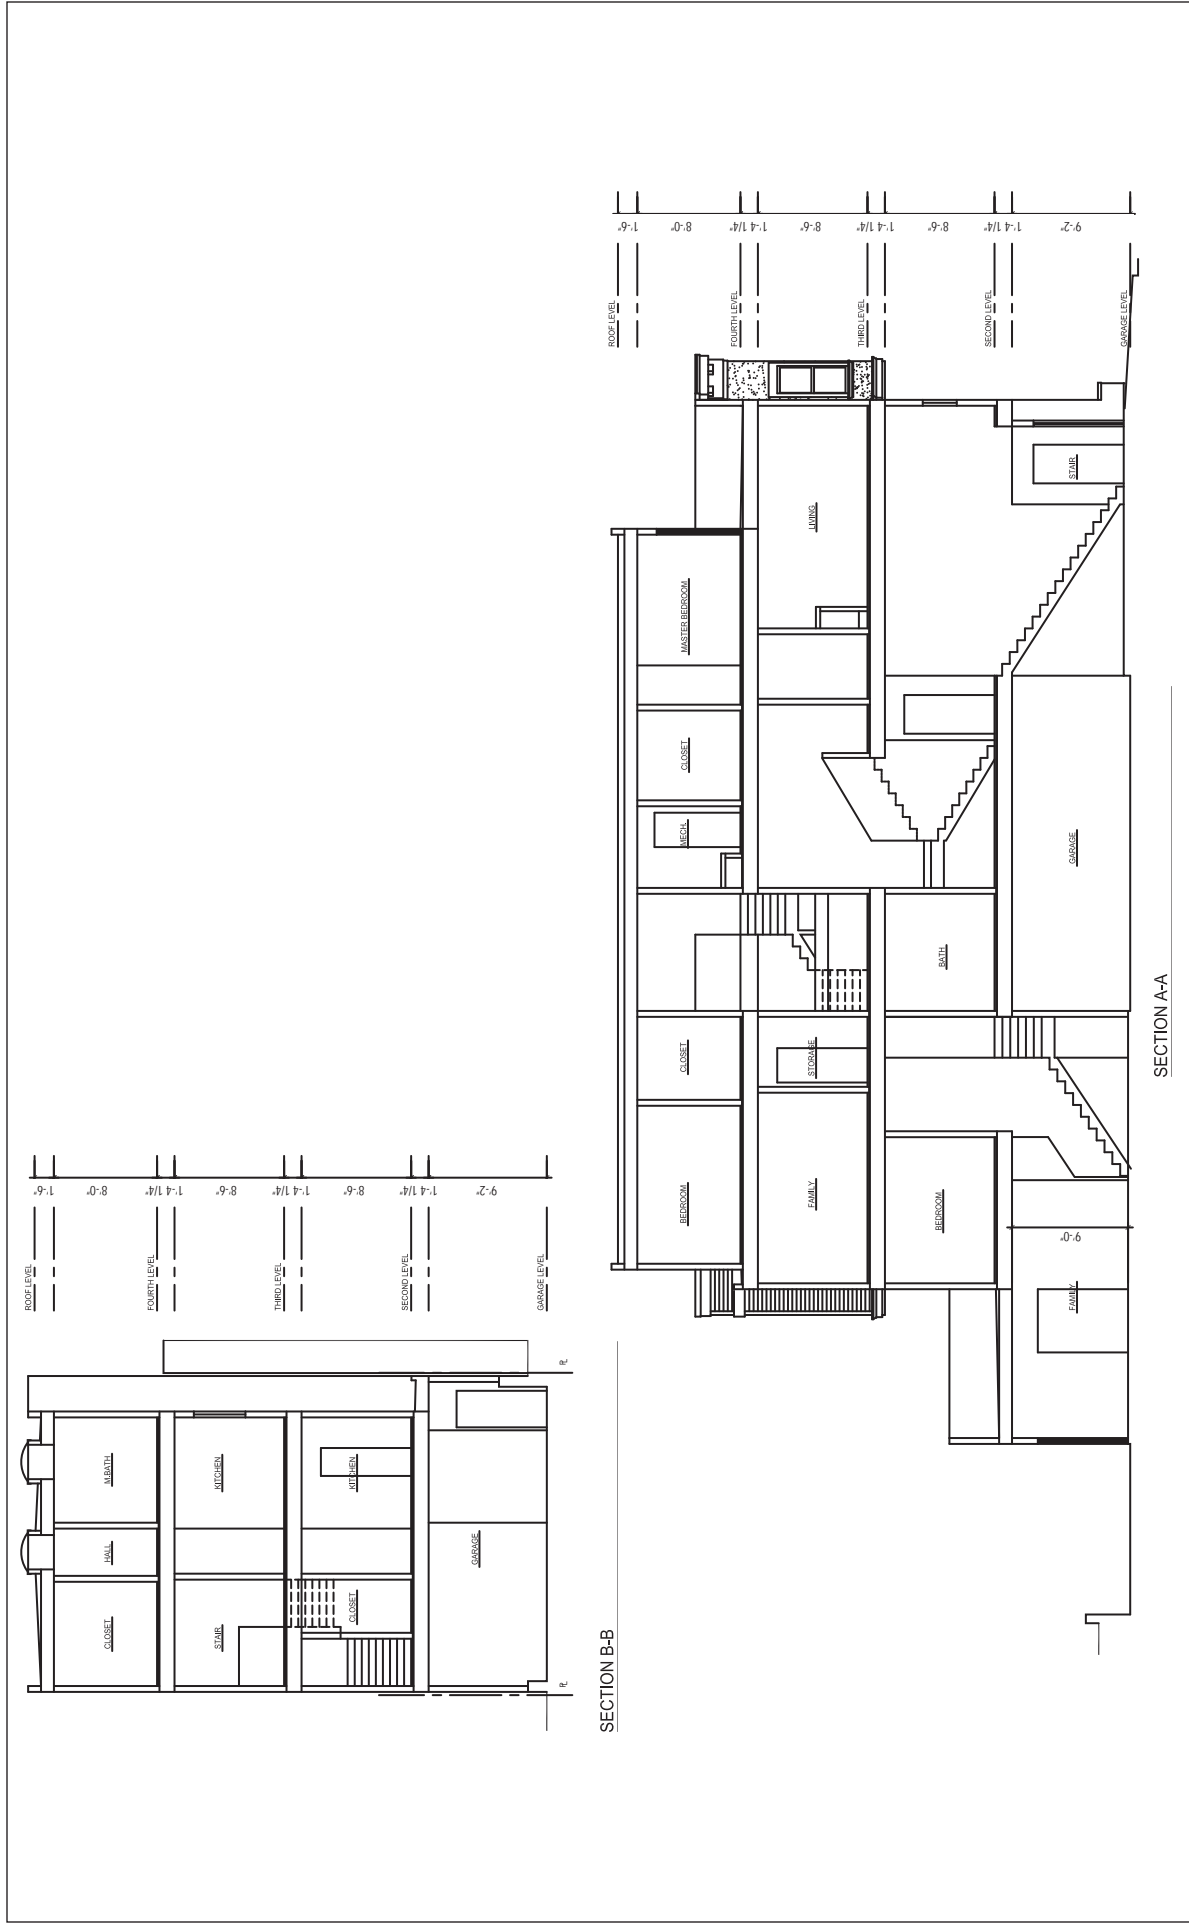 ROOF LEVEL
1'-6"
8'-0"
FOURTH LEVEL
1'-4 1/4"
8'-6"
THIRD LEVEL
1'-4 1/4"
8'-6"
SECOND LEVEL
1'-4 1/4"
9'-2"
GARAGE LEVEL
CLOSET
HALL
M.BATH
STAIR
KITCHEN
CLOSET
KITCHEN
GARAGE
PL
PL
SECTION B-B
ROOF LEVEL
1'-6"
8'-0"
FOURTH LEVEL
1'-4 1/4"
8'-6"
THIRD LEVEL
1'-4 1/4"
8'-6"
SECOND LEVEL
1'-4 1/4"
9'-2"
GARAGE LEVEL
BEDROOM
CLOSET
MECH.
CLOSET
MASTER BEDROOM
FAMILY
STORAGE
LIVING
BEDROOM
BATH
FAMILY
9'-0"
GARAGE
STAIR
SECTION A-A